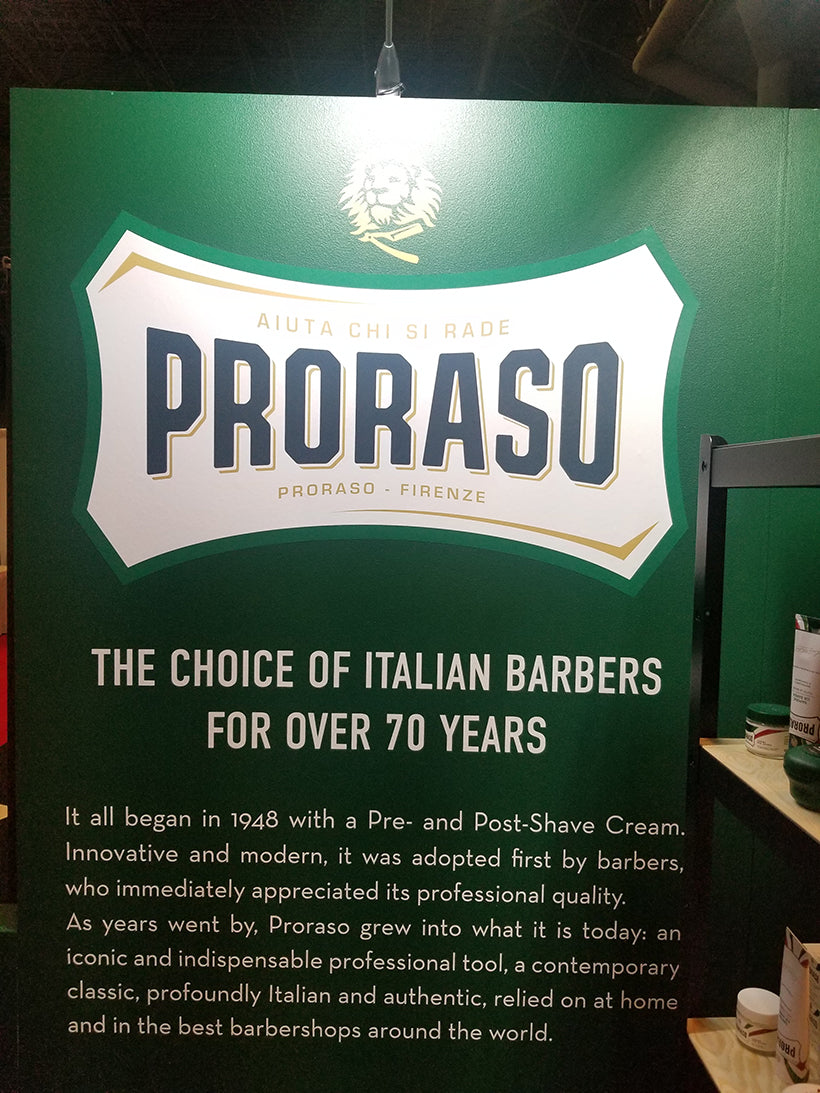 AIUTA CHI SI RADE
PRORASO
PRORASO - FIRENZE
THE CHOICE OF ITALIAN BARBERS
FOR OVER 70 YEARS
It all began in 1948 with a Pre- and Post-Shave Cream.
Innovative and modern, it was adopted first by barbers,
who immediately appreciated its professional quality.
As years went by, Proraso grew into what it is today: an
iconic and indispensable professional tool, a contemporary
classic, profoundly Italian and authentic, relied on at home
and in the best barbershops around the world.